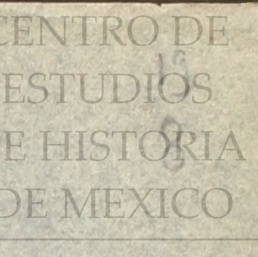 CENTRO DE
ESTUDIOS
E HISTORIA
DE MEXICO